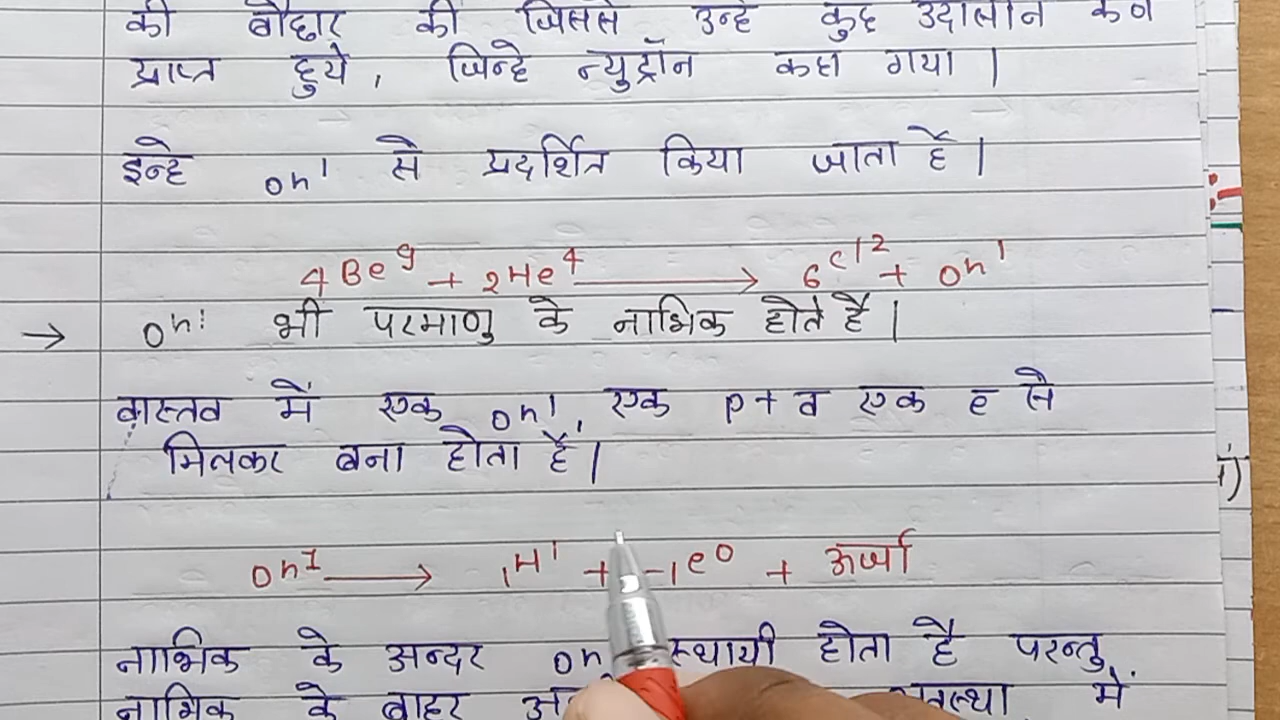 की बौछार की जिससे उन्हे कुछ उदासीन कण
प्राप्त हुये, जिन्हे न्युट्रॉन कहा गया |
इन्हे ₀n¹ से प्रदर्शित किया जाता है |
₄Be⁹ + ₂He⁴ ⟶ ₆C¹² + ₀n¹
→ ₀n¹ भी परमाणु के नाभिक होते है |
वास्तव में एक ₀n¹, एक p+ व एक e से
मिलकर बना होता है |
₀n¹ ⟶ ₁H¹ + ₋₁e⁰ + ऊर्जा
नाभिक के अन्दर ₀n स्थायी होता है परन्तु
नाभिक के बाहर में